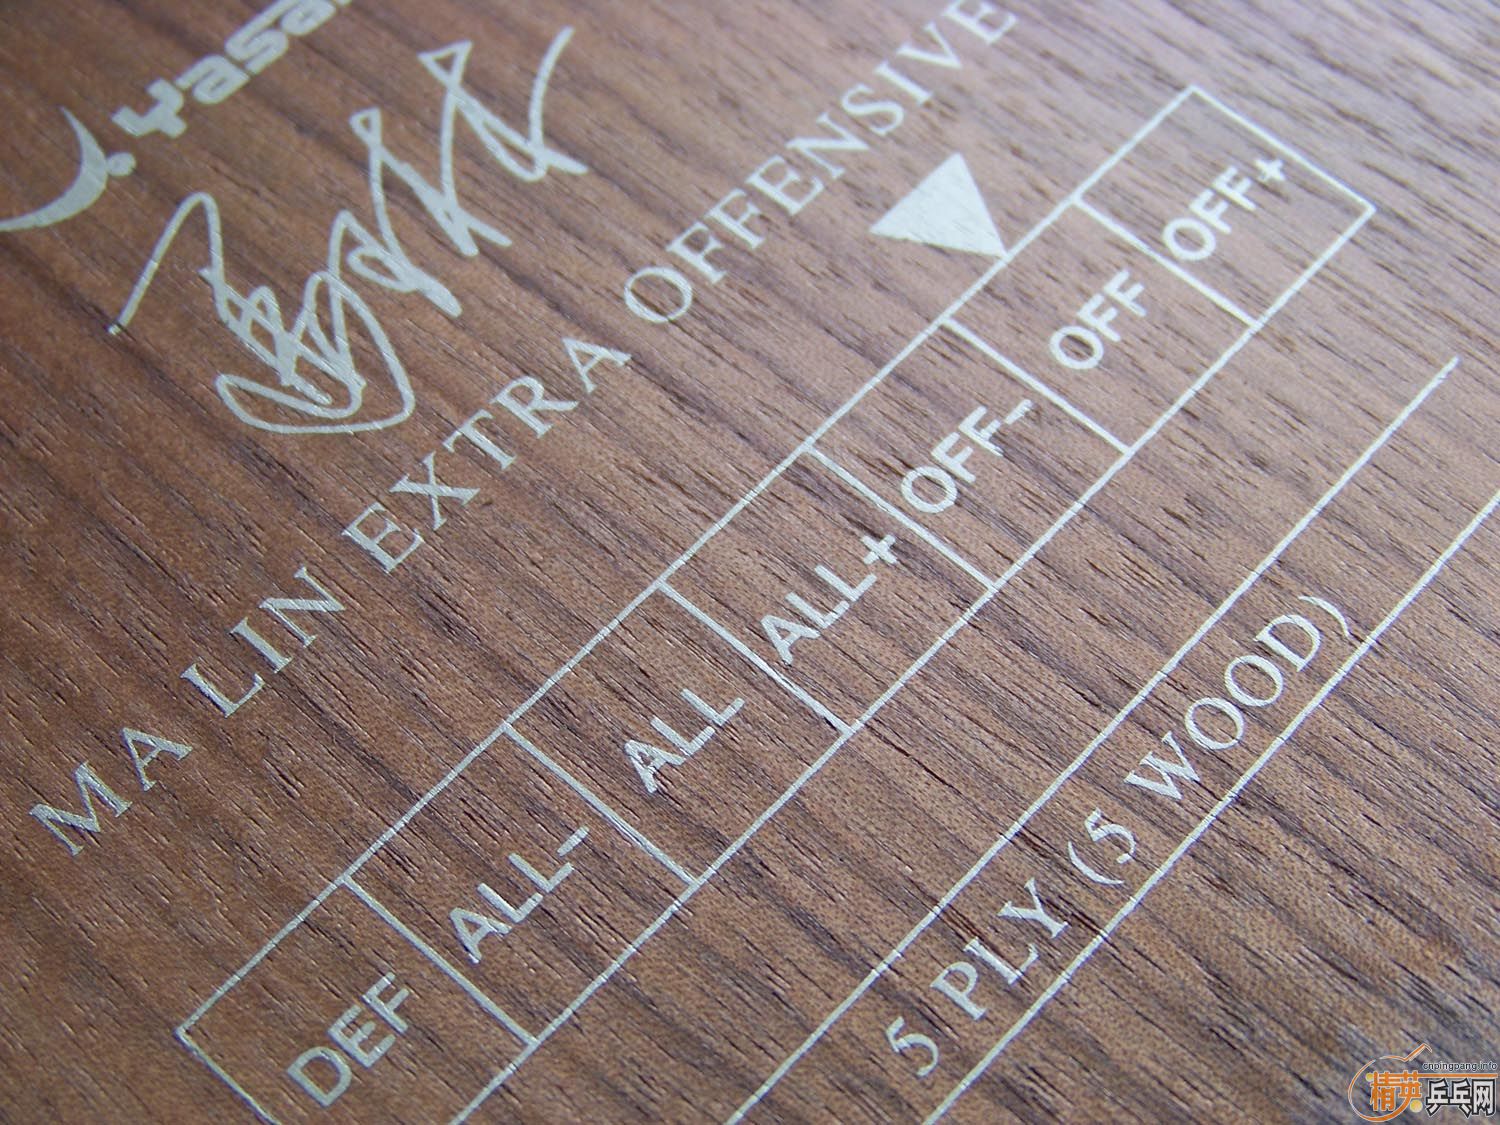 Yasa
MA LIN EXTRA OFFENSIVE
DEF ALL- ALL ALL+ OFF- OFF OFF+
5 PLY (5 WOOD)
cnpingpang.info
精英乒乓网